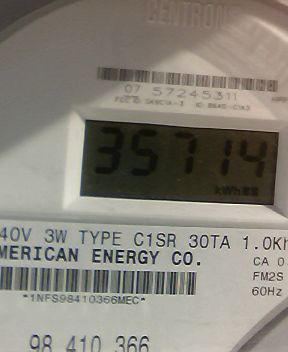 CENTRON
07 57245311
35714
kWh
40V 3W TYPE C1SR 30TA 1.0Kh
MERICAN ENERGY CO.
CA 0
FM2S
*1NFS98410366MEC*
60Hz
98 410 366